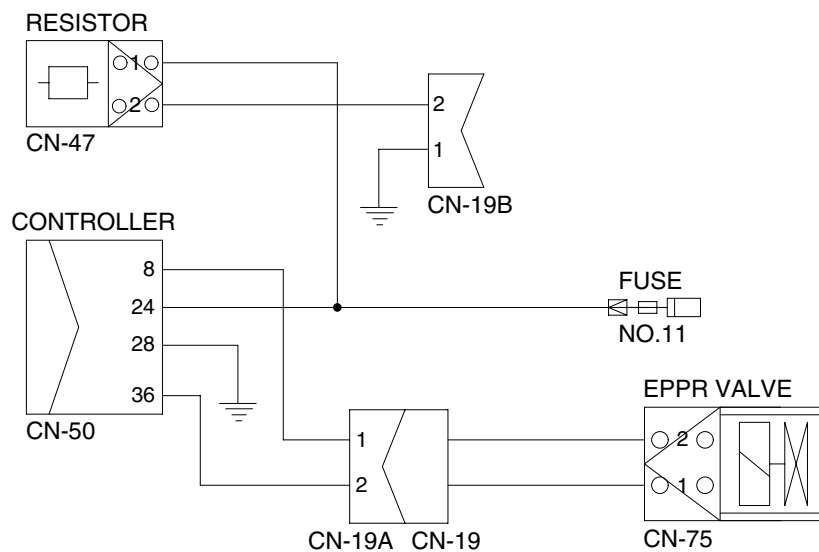 RESISTOR
1
2
CN-47
2
1
CN-19B
CONTROLLER
8
24
28
36
CN-50
FUSE
NO.11
1
2
CN-19A CN-19
EPPR VALVE
2
1
CN-75